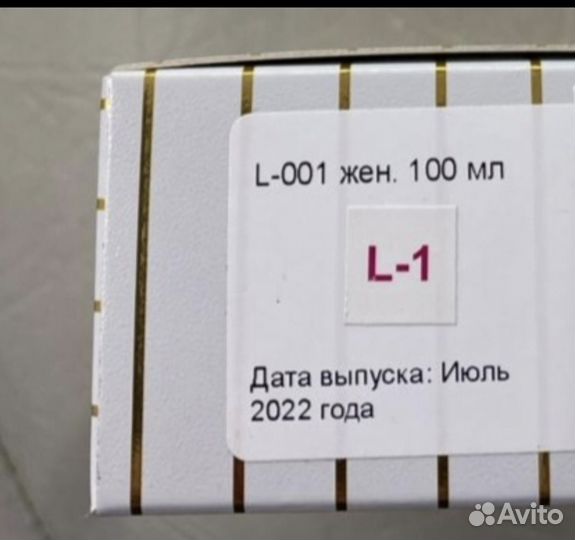 L-001 жен. 100 мл
L-1
Дата выпуска: Июль
2022 года
Avito